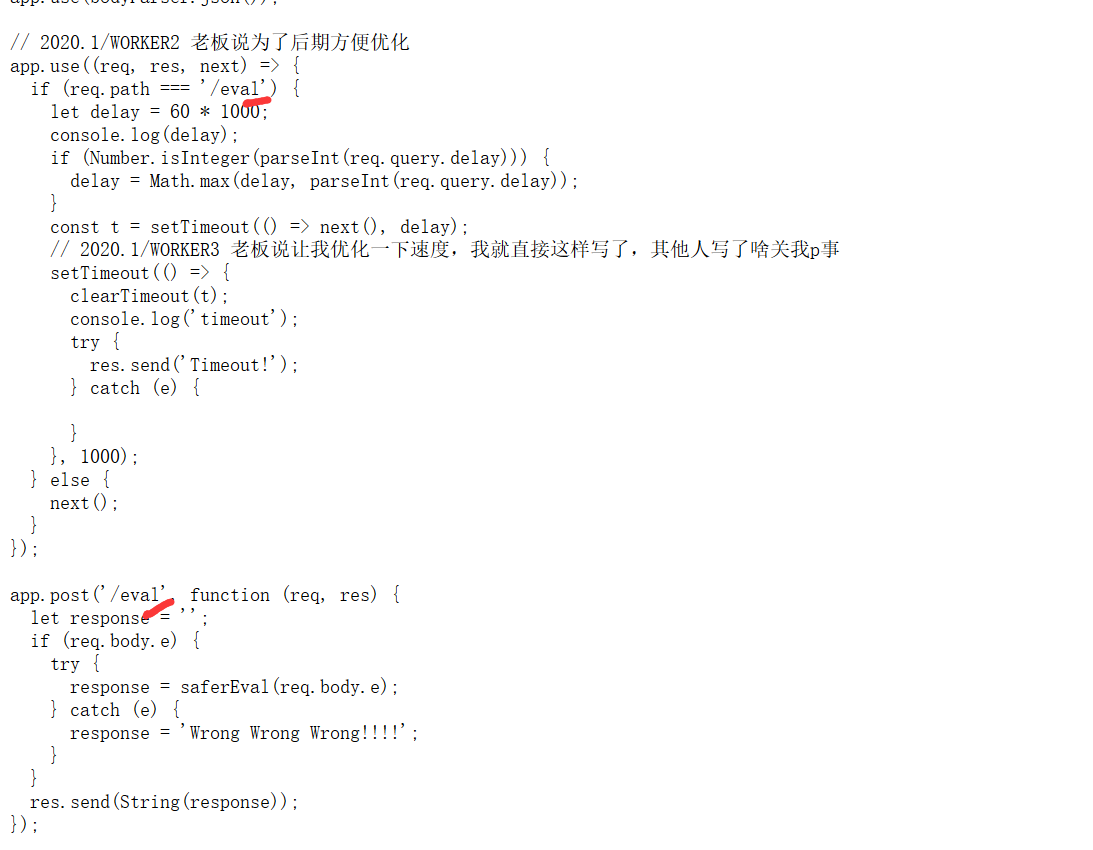 app.use(bodyParser.json());
// 2020.1/WORKER2 老板说为了后期方便优化
app.use((req, res, next) => {
  if (req.path === '/eval') {
    let delay = 60 * 1000;
    console.log(delay);
    if (Number.isInteger(parseInt(req.query.delay))) {
      delay = Math.max(delay, parseInt(req.query.delay));
    }
    const t = setTimeout(() => next(), delay);
    // 2020.1/WORKER3 老板说让我优化一下速度，我就直接这样写了，其他人写了啥关我p事
    setTimeout(() => {
      clearTimeout(t);
      console.log('timeout');
      try {
        res.send('Timeout!');
      } catch (e) {
      }
    }, 1000);
  } else {
    next();
  }
});
app.post('/eval', function (req, res) {
  let response = '';
  if (req.body.e) {
    try {
      response = saferEval(req.body.e);
    } catch (e) {
      response = 'Wrong Wrong Wrong!!!!';
    }
  }
  res.send(String(response));
});